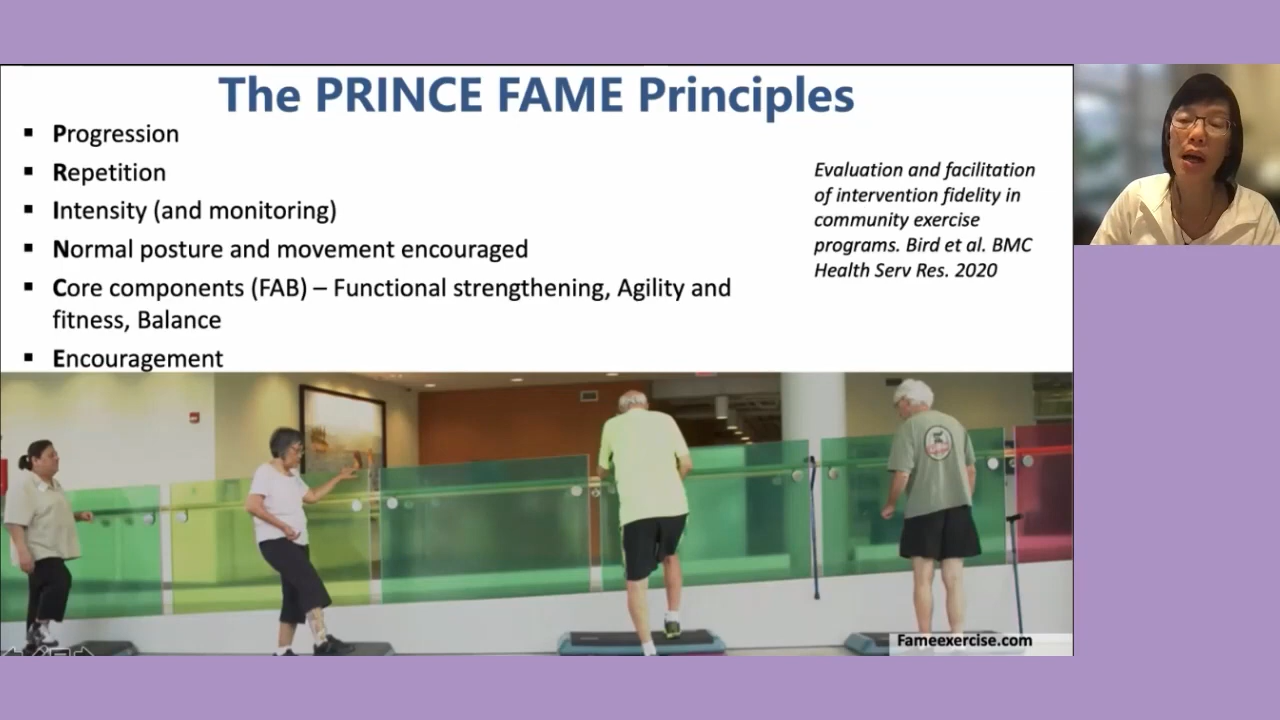 The PRINCE FAME Principles
▪ Progression
▪ Repetition
▪ Intensity (and monitoring)
▪ Normal posture and movement encouraged
▪ Core components (FAB) – Functional strengthening, Agility and
fitness, Balance
▪ Encouragement
Evaluation and facilitation
of intervention fidelity in
community exercise
programs. Bird et al. BMC
Health Serv Res. 2020
Fameexercise.com